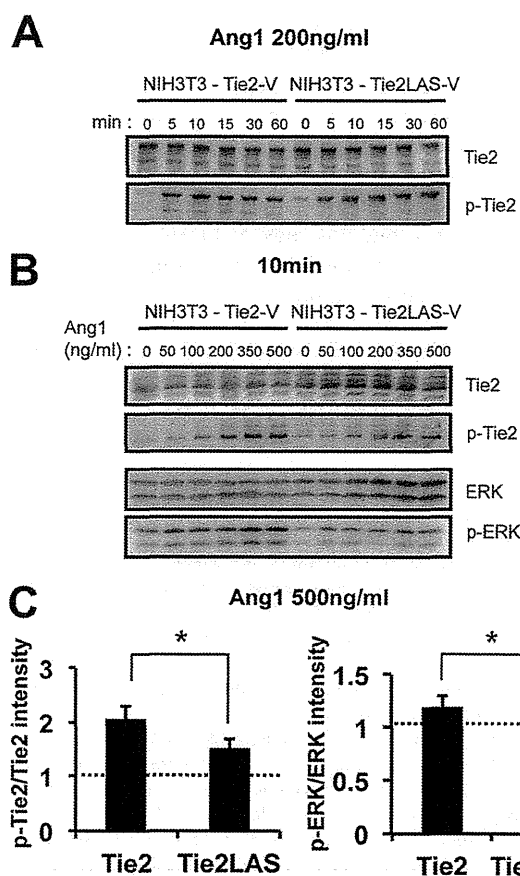 A
Ang1 200ng/ml
NIH3T3 - Tie2-V NIH3T3 - Tie2LAS-V
min : 0 5 10 15 30 60 0 5 10 15 30 60
Tie2
p-Tie2
10min
B
NIH3T3 - Tie2-V NIH3T3 - Tie2LAS-V
Ang1
(ng/ml) : 0 50 100 200 350 500 0 50 100 200 350 500
Tie2
p-Tie2
ERK
p-ERK
C
Ang1 500ng/ml
*
*
p-Tie2/Tie2 intensity
3
2
1
0
Tie2 Tie2LAS
p-ERK/ERK intensity
1.5
1
0.5
0
Tie2